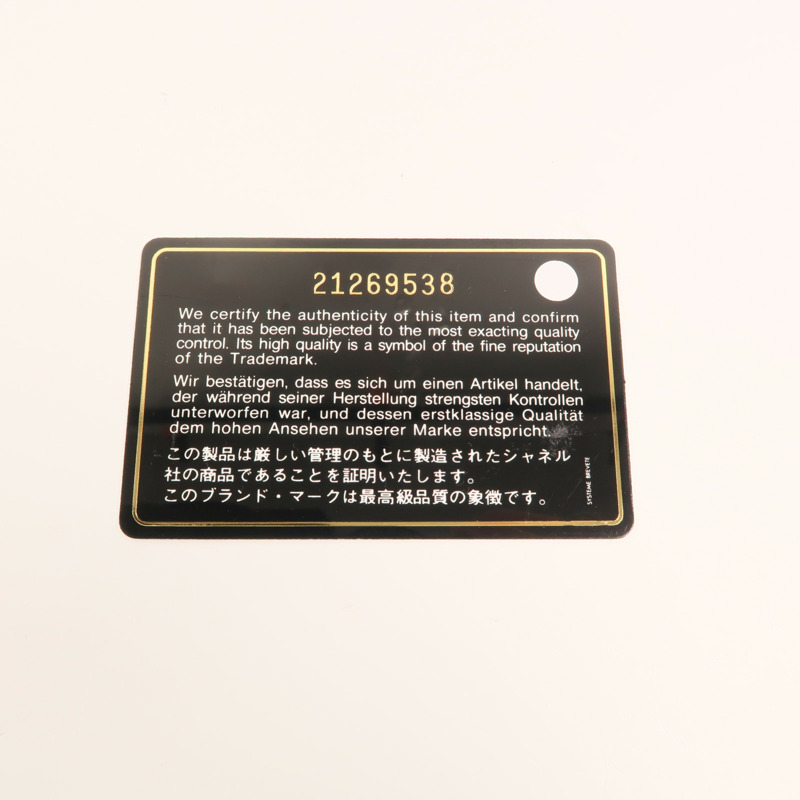 21269538
We certify the authenticity of this item and confirm
that it has been subjected to the most exacting quality
control. Its high quality is a symbol of the fine reputation
of the Trademark.
Wir bestätigen, dass es sich um einen Artikel handelt,
der während seiner Herstellung strengsten Kontrollen
unterworfen war, und dessen erstklassige Qualität
dem hohen Ansehen unserer Marke entspricht.
この製品は厳しい管理のもとに製造されたシャネル
社の商品であることを証明いたします。
このブランド・マークは最高級品質の象徴です。
SYSTEME BREVETE